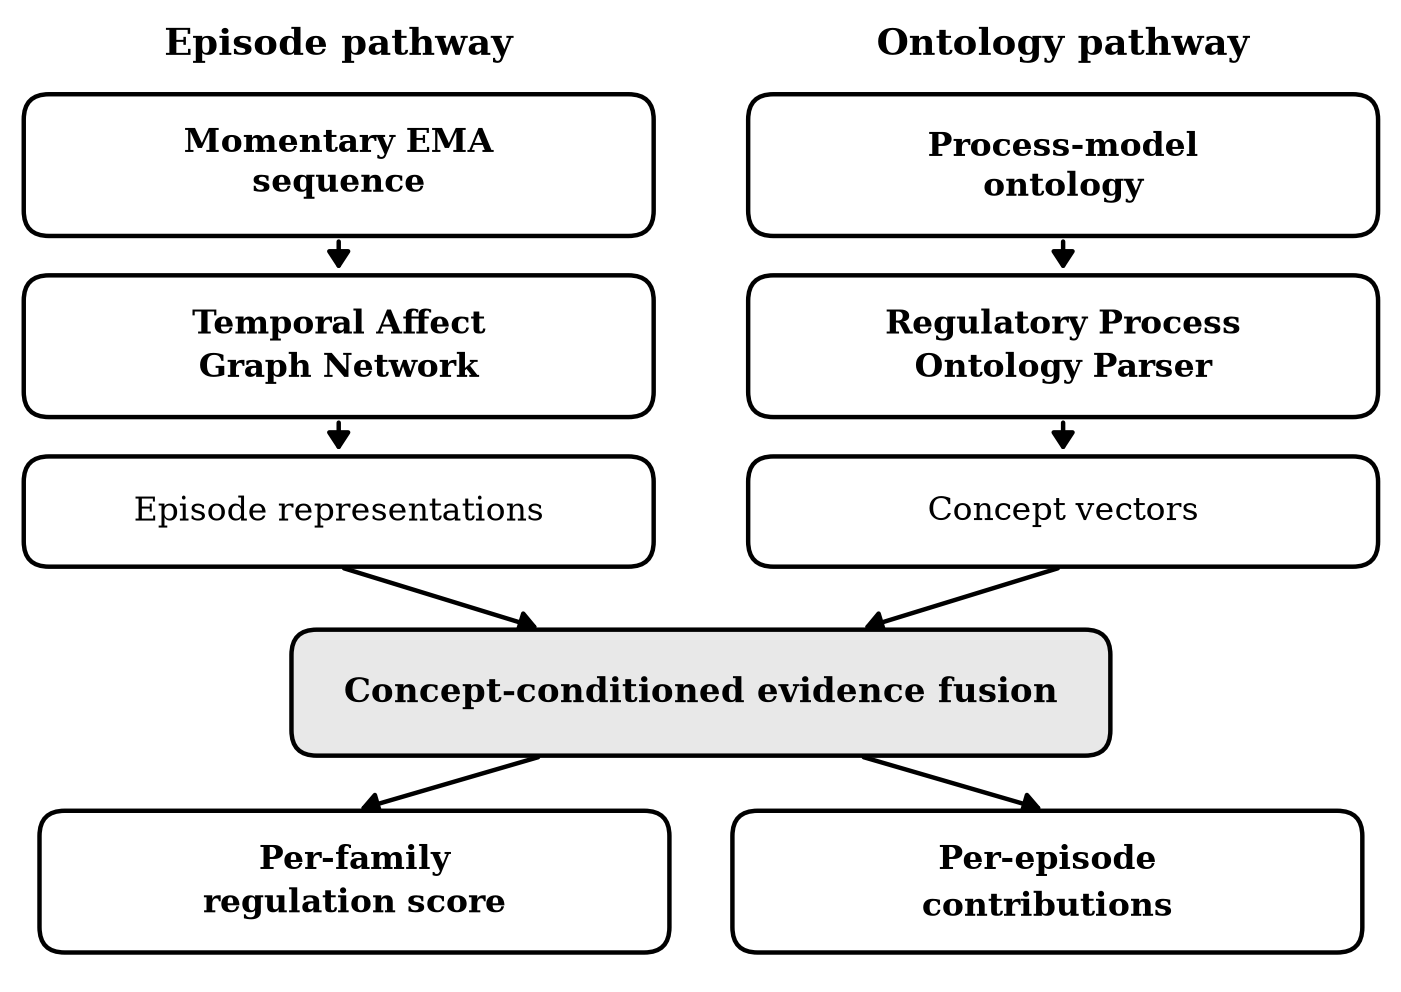 Episode pathway
Ontology pathway
Momentary EMA
sequence
Process-model
ontology
Temporal Affect
Graph Network
Regulatory Process
Ontology Parser
Episode representations
Concept vectors
Concept-conditioned evidence fusion
Per-family
regulation score
Per-episode
contributions